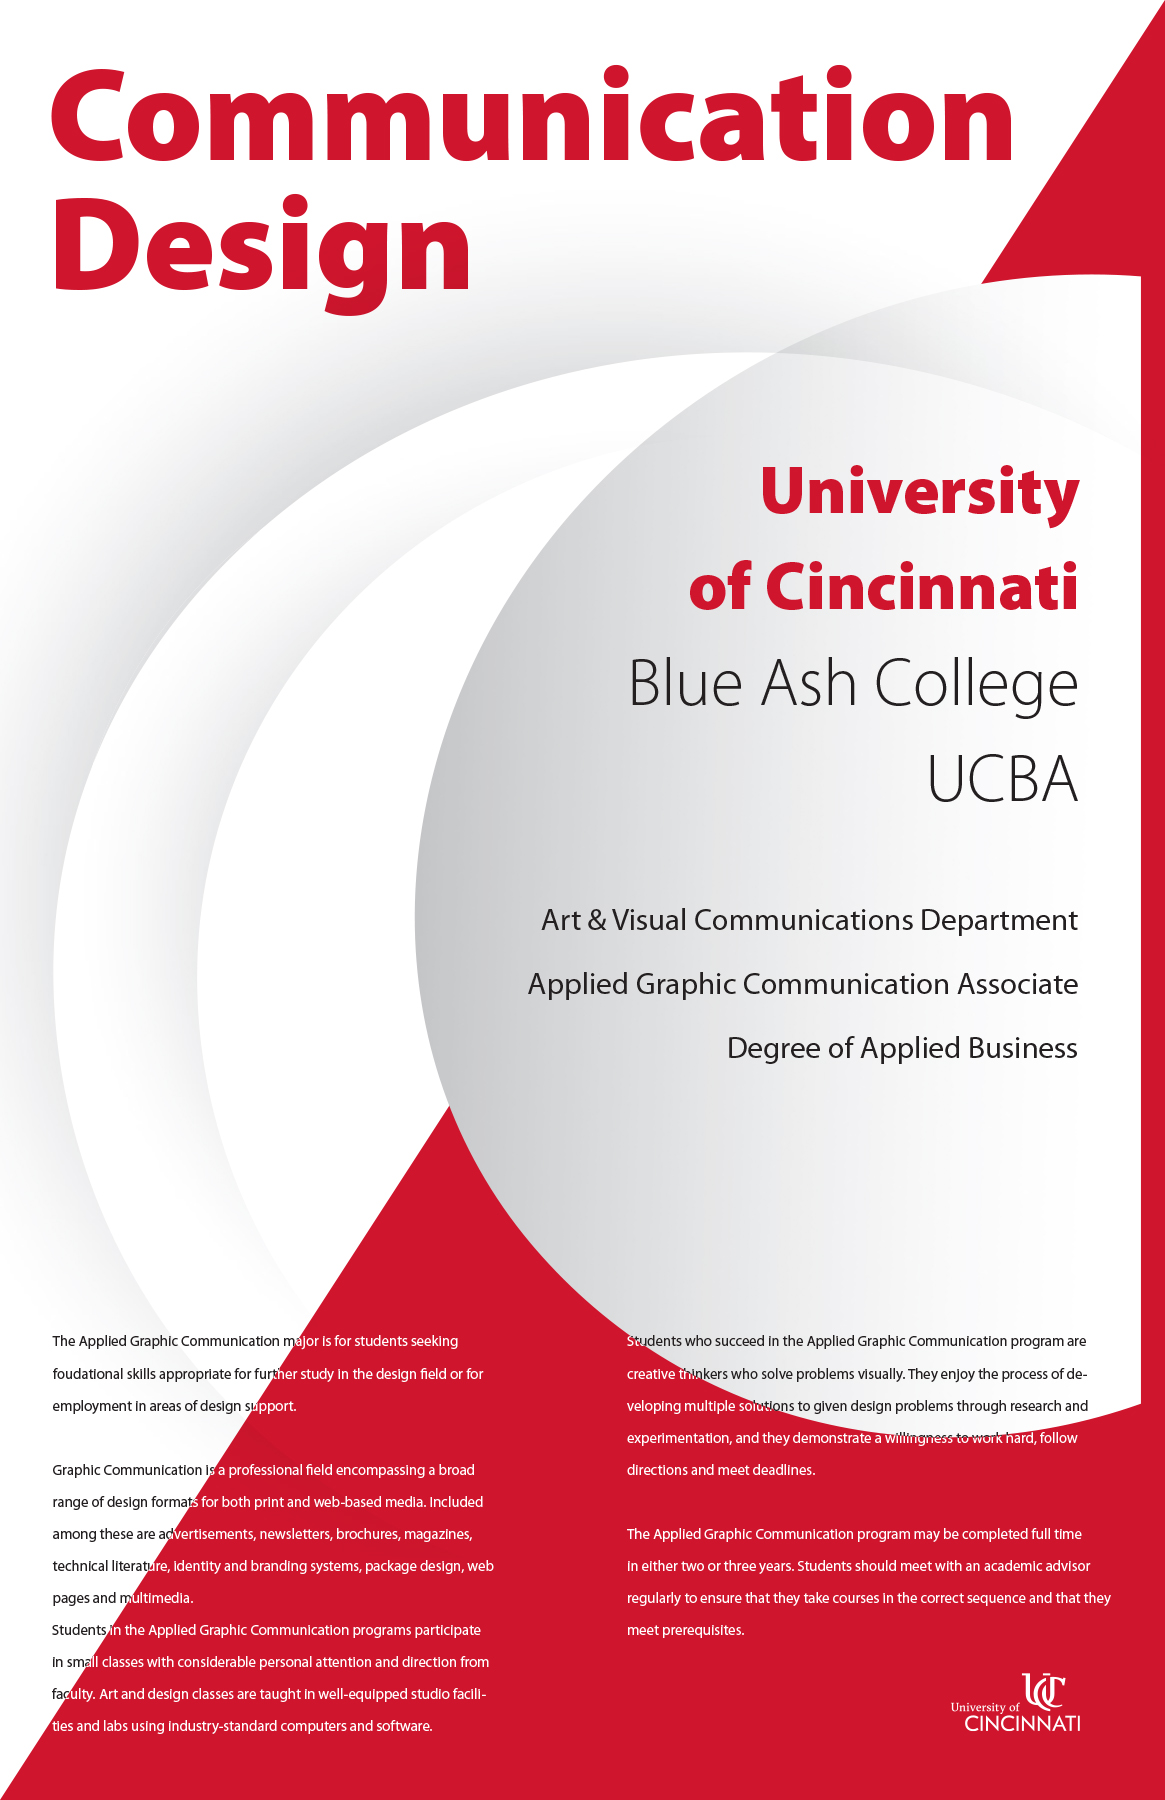 Communication
Design
University
of Cincinnati
Blue Ash College
UCBA
Art & Visual Communications Department
Applied Graphic Communication Associate
Degree of Applied Business
The Applied Graphic Communication major is for students seeking
foudational skills appropriate for further study in the design field or for
employment in areas of design support.
Graphic Communication is a professional field encompassing a broad
range of design formats for both print and web-based media. Included
among these are advertisements, newsletters, brochures, magazines,
technical literature, identity and branding systems, package design, web
pages and multimedia.
Students in the Applied Graphic Communication programs participate
in small classes with considerable personal attention and direction from
faculty. Art and design classes are taught in well-equipped studio facili-
ties and labs using industry-standard computers and software.
Students who succeed in the Applied Graphic Communication program are
creative thinkers who solve problems visually. They enjoy the process of de-
veloping multiple solutions to given design problems through research and
experimentation, and they demonstrate a willingness to work hard, follow
directions and meet deadlines.
The Applied Graphic Communication program may be completed full time
in either two or three years. Students should meet with an academic advisor
regularly to ensure that they take courses in the correct sequence and that they
meet prerequisites.
UC
University of
CINCINNATI